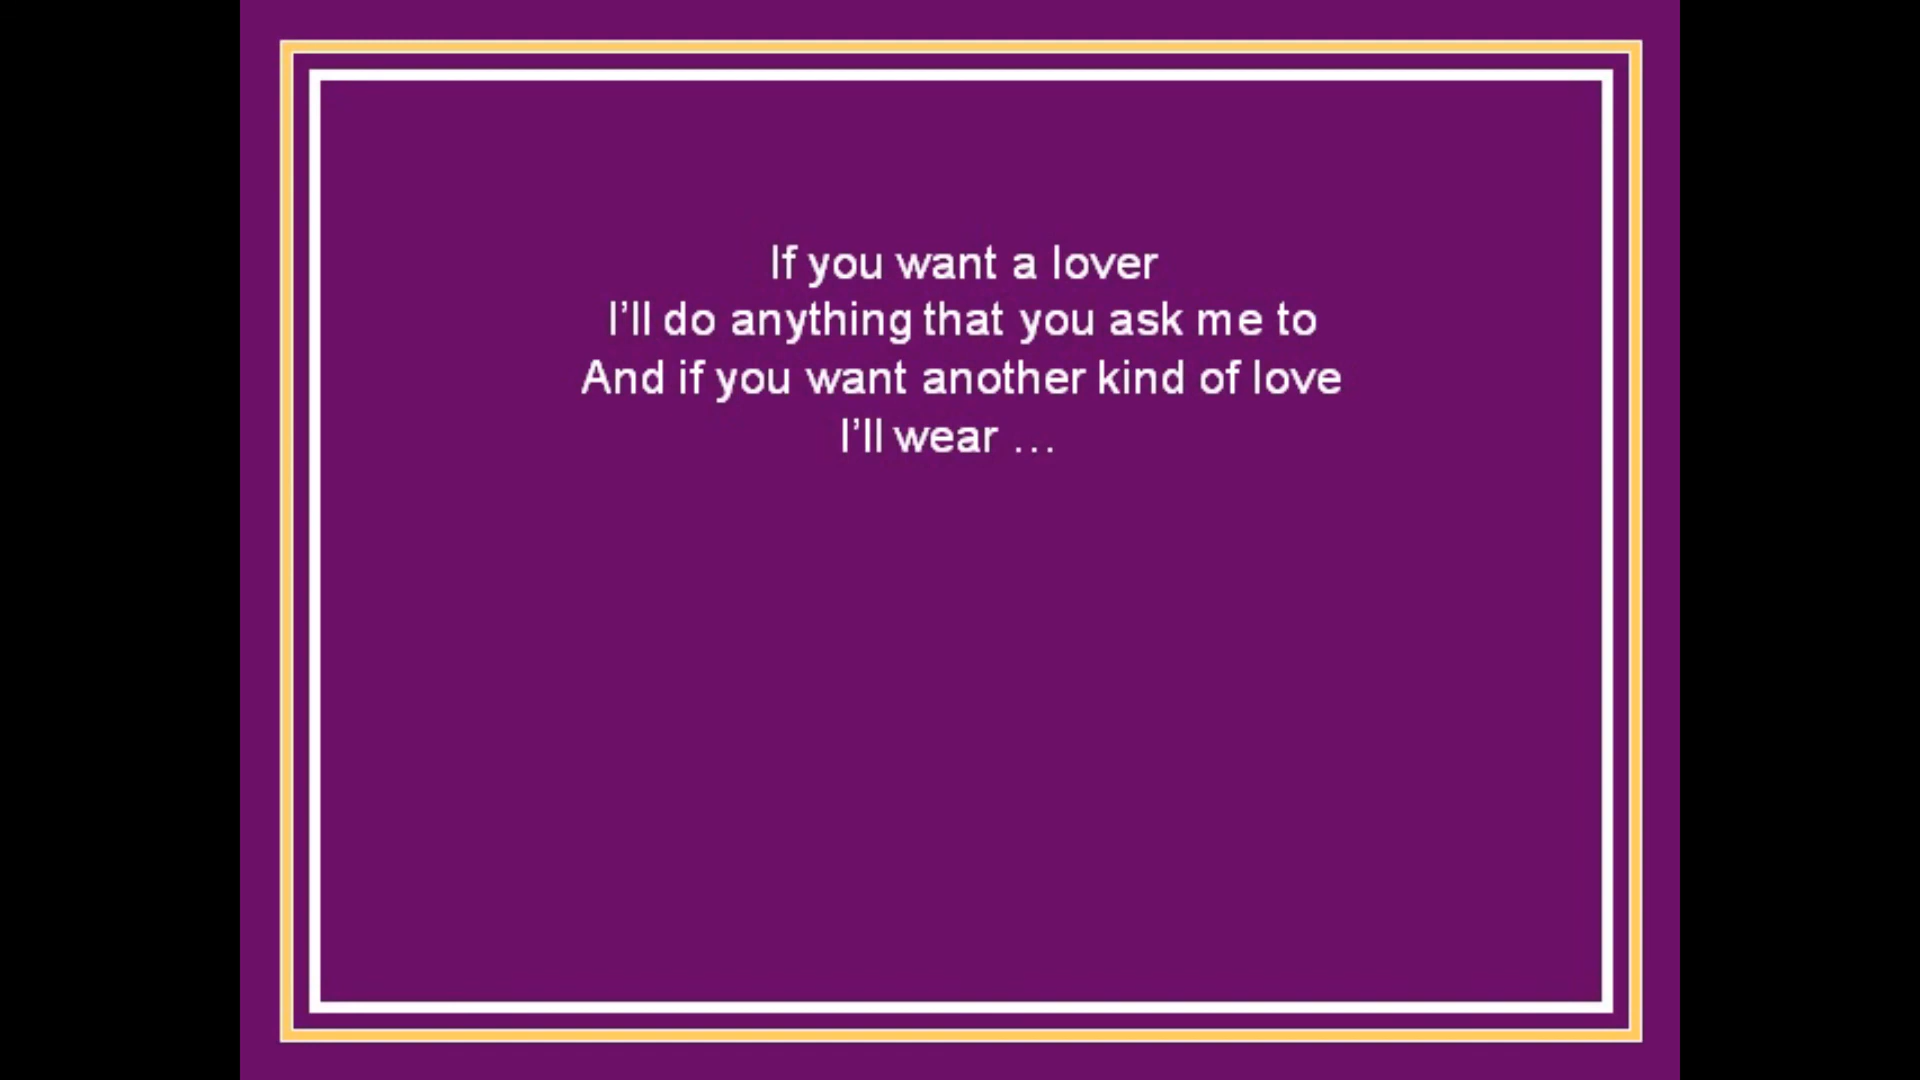 If you want a lover
I’ll do anything that you ask me to
And if you want another kind of love
I’ll wear …